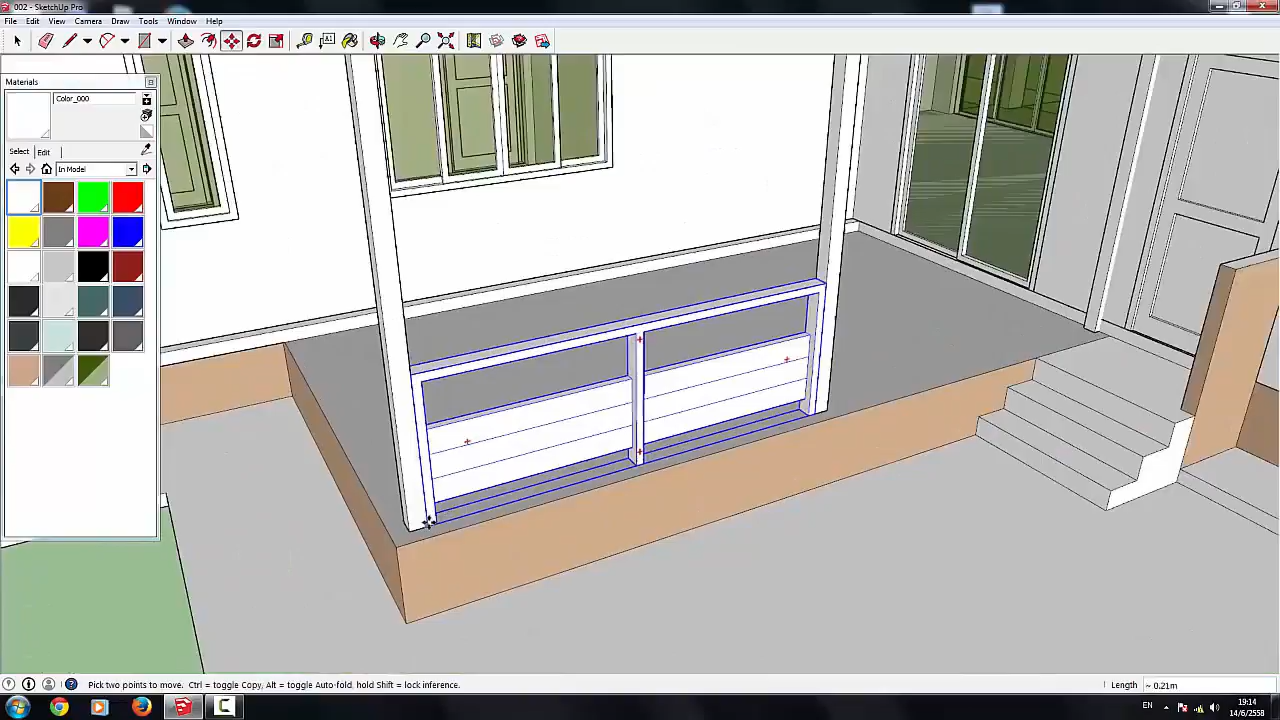 002 - SketchUp Pro
File Edit View Camera Draw Tools Window Help
Materials
Color_000
Select Edit
In Model
Pick two points to move. Ctrl = toggle Copy, Alt = toggle Auto-fold, hold Shift = lock inference.
Length ~ 0.21m
EN
19:14
14/6/2558